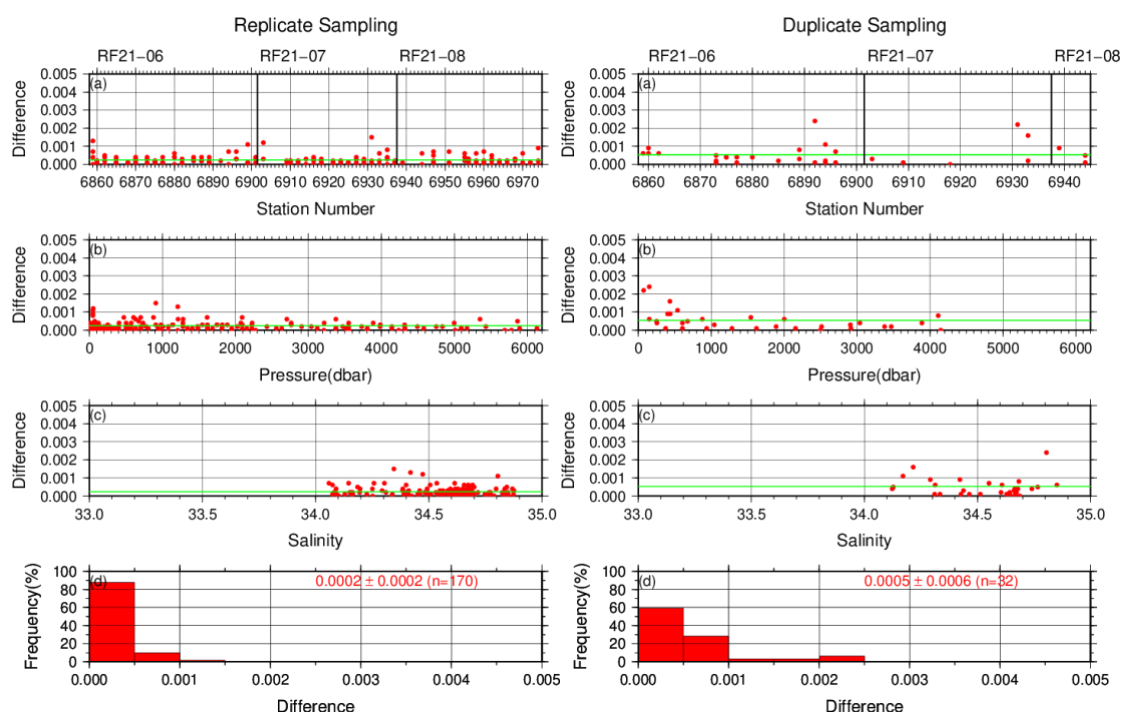 Replicate Sampling
RF21−06 RF21−07 RF21−08
(a)
Difference
0.005
0.004
0.003
0.002
0.001
0.000
6860 6870 6880 6890 6900 6910 6920 6930 6940 6950 6960 6970
Station Number
(b)
Difference
0.005
0.004
0.003
0.002
0.001
0.000
0 1000 2000 3000 4000 5000 6000
Pressure(dbar)
(c)
Difference
0.005
0.004
0.003
0.002
0.001
0.000
33.0 33.5 34.0 34.5 35.0
Salinity
(d)
0.0002 ± 0.0002 (n=170)
Frequency(%)
100
80
60
40
20
0
0.000 0.001 0.002 0.003 0.004 0.005
Difference
Duplicate Sampling
RF21−06 RF21−07 RF21−08
(a)
Difference
0.005
0.004
0.003
0.002
0.001
0.000
6860 6870 6880 6890 6900 6910 6920 6930 6940
Station Number
(b)
Difference
0.005
0.004
0.003
0.002
0.001
0.000
0 1000 2000 3000 4000 5000 6000
Pressure(dbar)
(c)
Difference
0.005
0.004
0.003
0.002
0.001
0.000
33.0 33.5 34.0 34.5 35.0
Salinity
(d)
0.0005 ± 0.0006 (n=32)
Frequency(%)
100
80
60
40
20
0
0.000 0.001 0.002 0.003 0.004 0.005
Difference